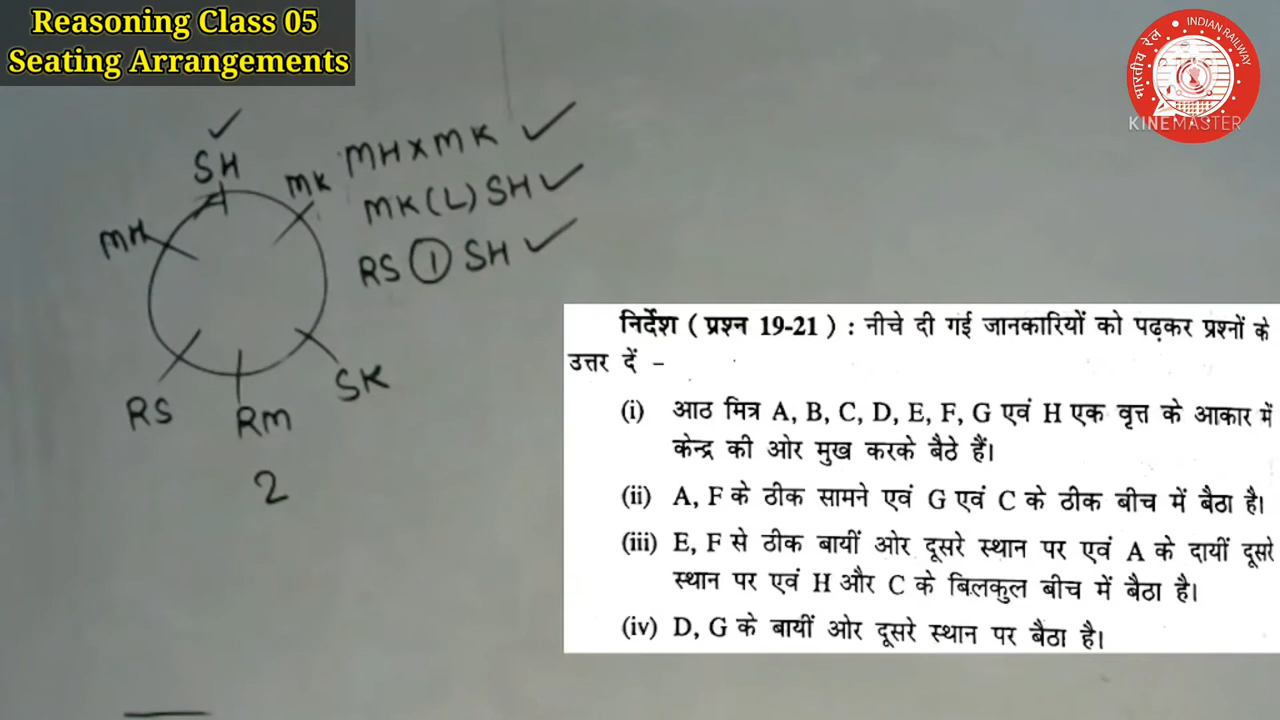 Reasoning Class 05
Seating Arrangements
भारतीय रेल
INDIAN RAILWAY
KINEMASTER
SH
MK
MH
RS
Rm
SK
2
MHXMK ✓
MK(L) SH ✓
RS ① SH ✓
निर्देश ( प्रश्न 19-21 ) : नीचे दी गई जानकारियों को पढ़कर प्रश्नों के
उत्तर दें –
(i) आठ मित्र A, B, C, D, E, F, G एवं H एक वृत्त के आकार में
केन्द्र की ओर मुख करके बैठे हैं।
(ii) A, F के ठीक सामने एवं G एवं C के ठीक बीच में बैठा है।
(iii) E, F से ठीक बायीं ओर दूसरे स्थान पर एवं A के दायीं दूसरे
स्थान पर एवं H और C के बिलकुल बीच में बैठा है।
(iv) D, G के बायीं ओर दूसरे स्थान पर बैठा है।